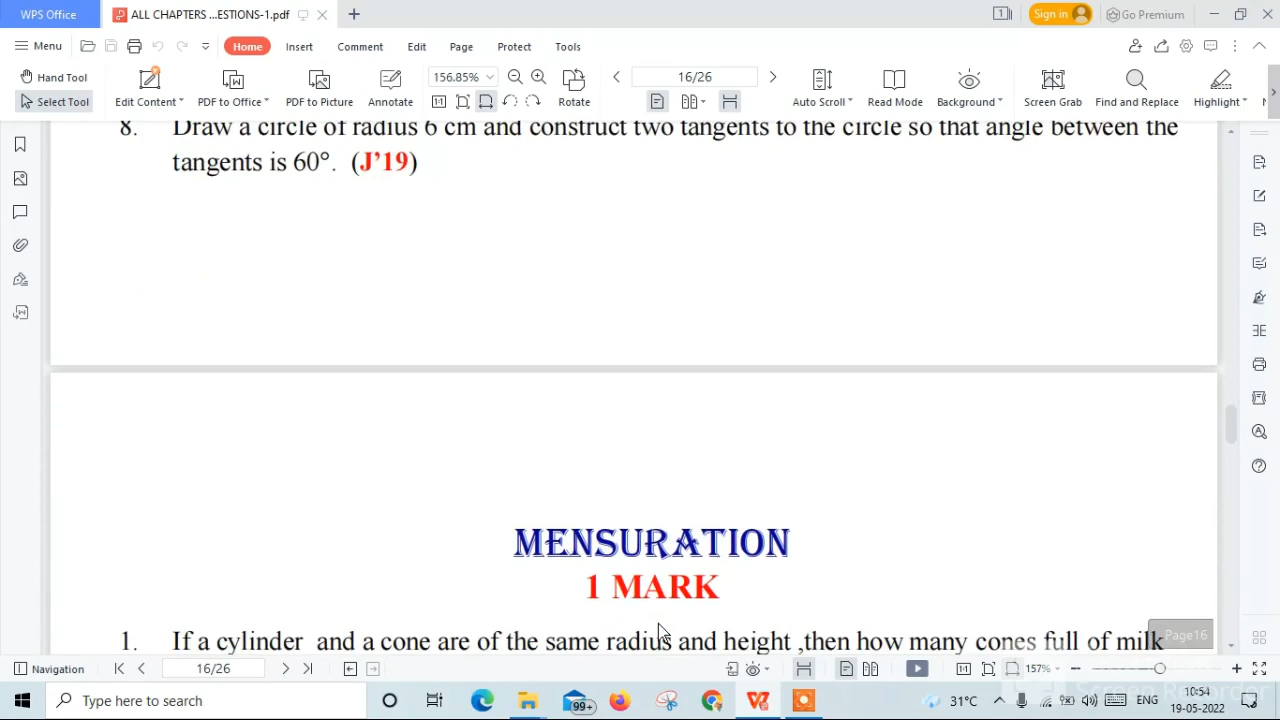 WPS Office
ALL CHAPTERS ...ESTIONS-1.pdf
1
Sign in
Go Premium
Menu
Home
Insert
Comment
Edit
Page
Protect
Tools
Hand Tool
Select Tool
Edit Content
PDF to Office
PDF to Picture
Annotate
156.85%
Rotate
16/26
Auto Scroll
Read Mode
Background
Screen Grab
Find and Replace
Highlight
8. Draw a circle of radius 6 cm and construct two tangents to the circle so that angle between the
tangents is 60°. (J’19)
MENSURATION
1 MARK
1. If a cylinder and a cone are of the same radius and height ,then how many cones full of milk
Page16
Navigation
16/26
157%
Type here to search
99+
31°C
ENG
10:54
19-05-2022